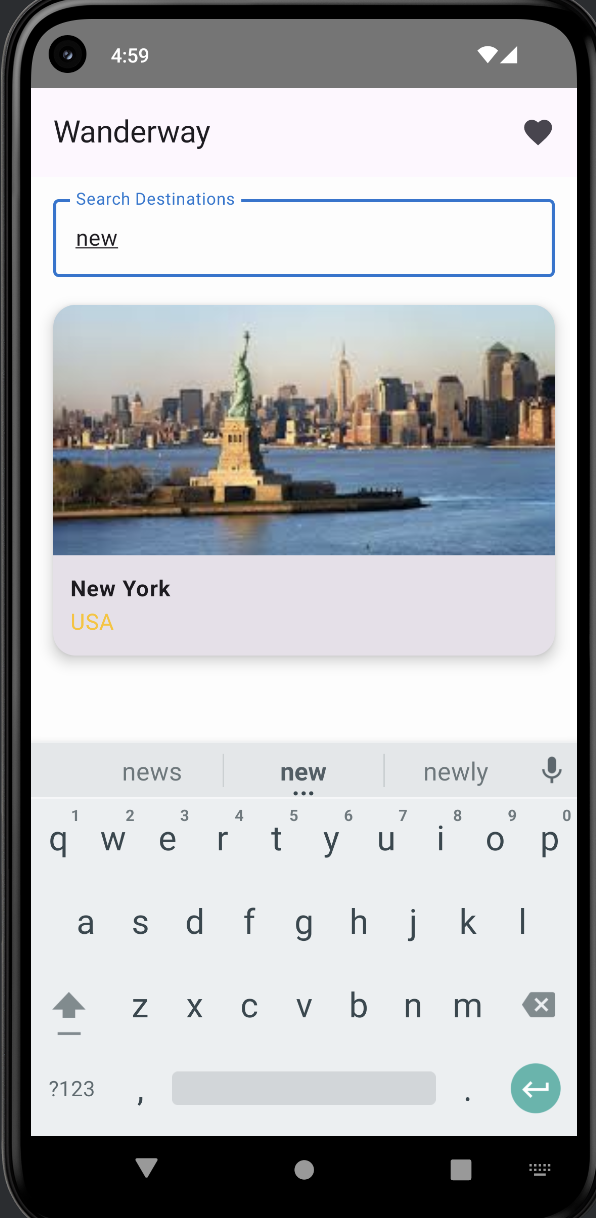 4:59
Wanderway
Search Destinations
new
New York
USA
news new newly
1 2 3 4 5 6 7 8 9 0
q w e r t y u i o p
a s d f g h j k l
z x c v b n m
?123 , .